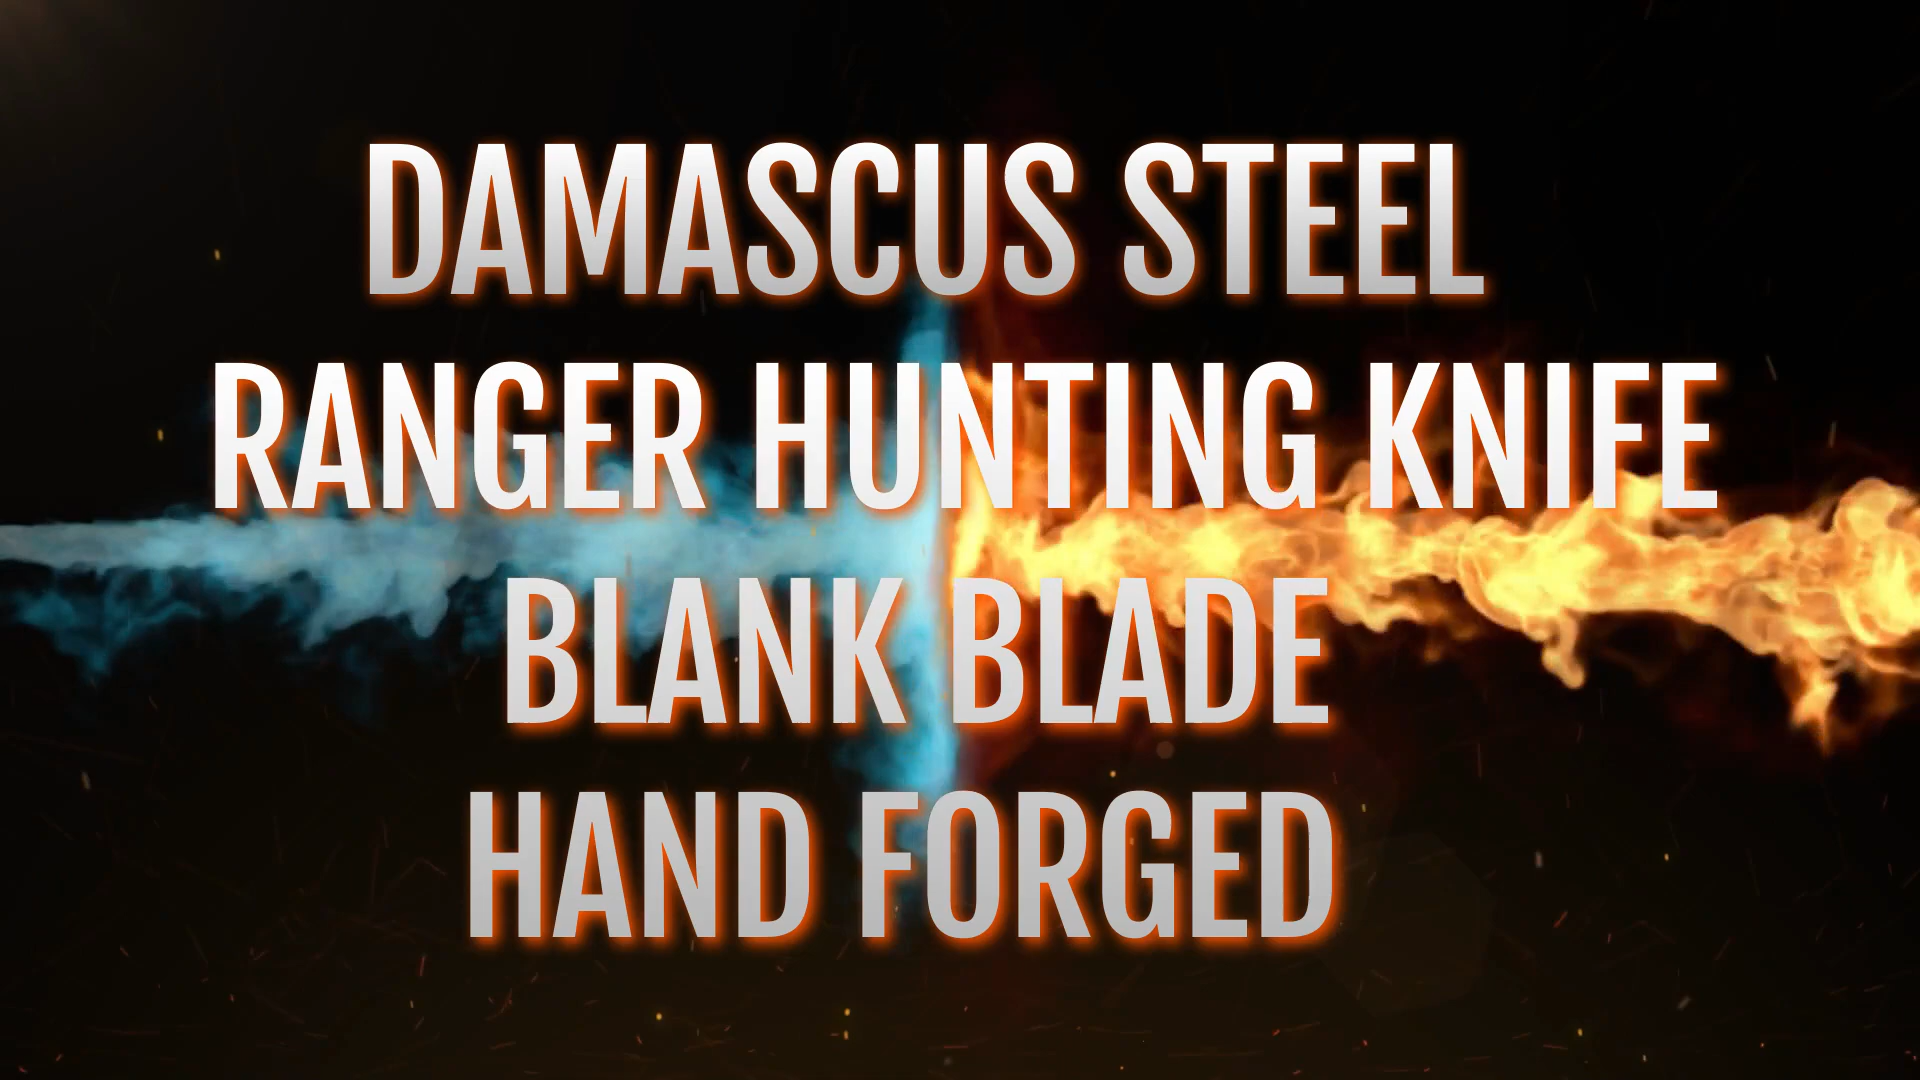 DAMASCUS STEEL
RANGER HUNTING KNIFE
BLANK BLADE
HAND FORGED